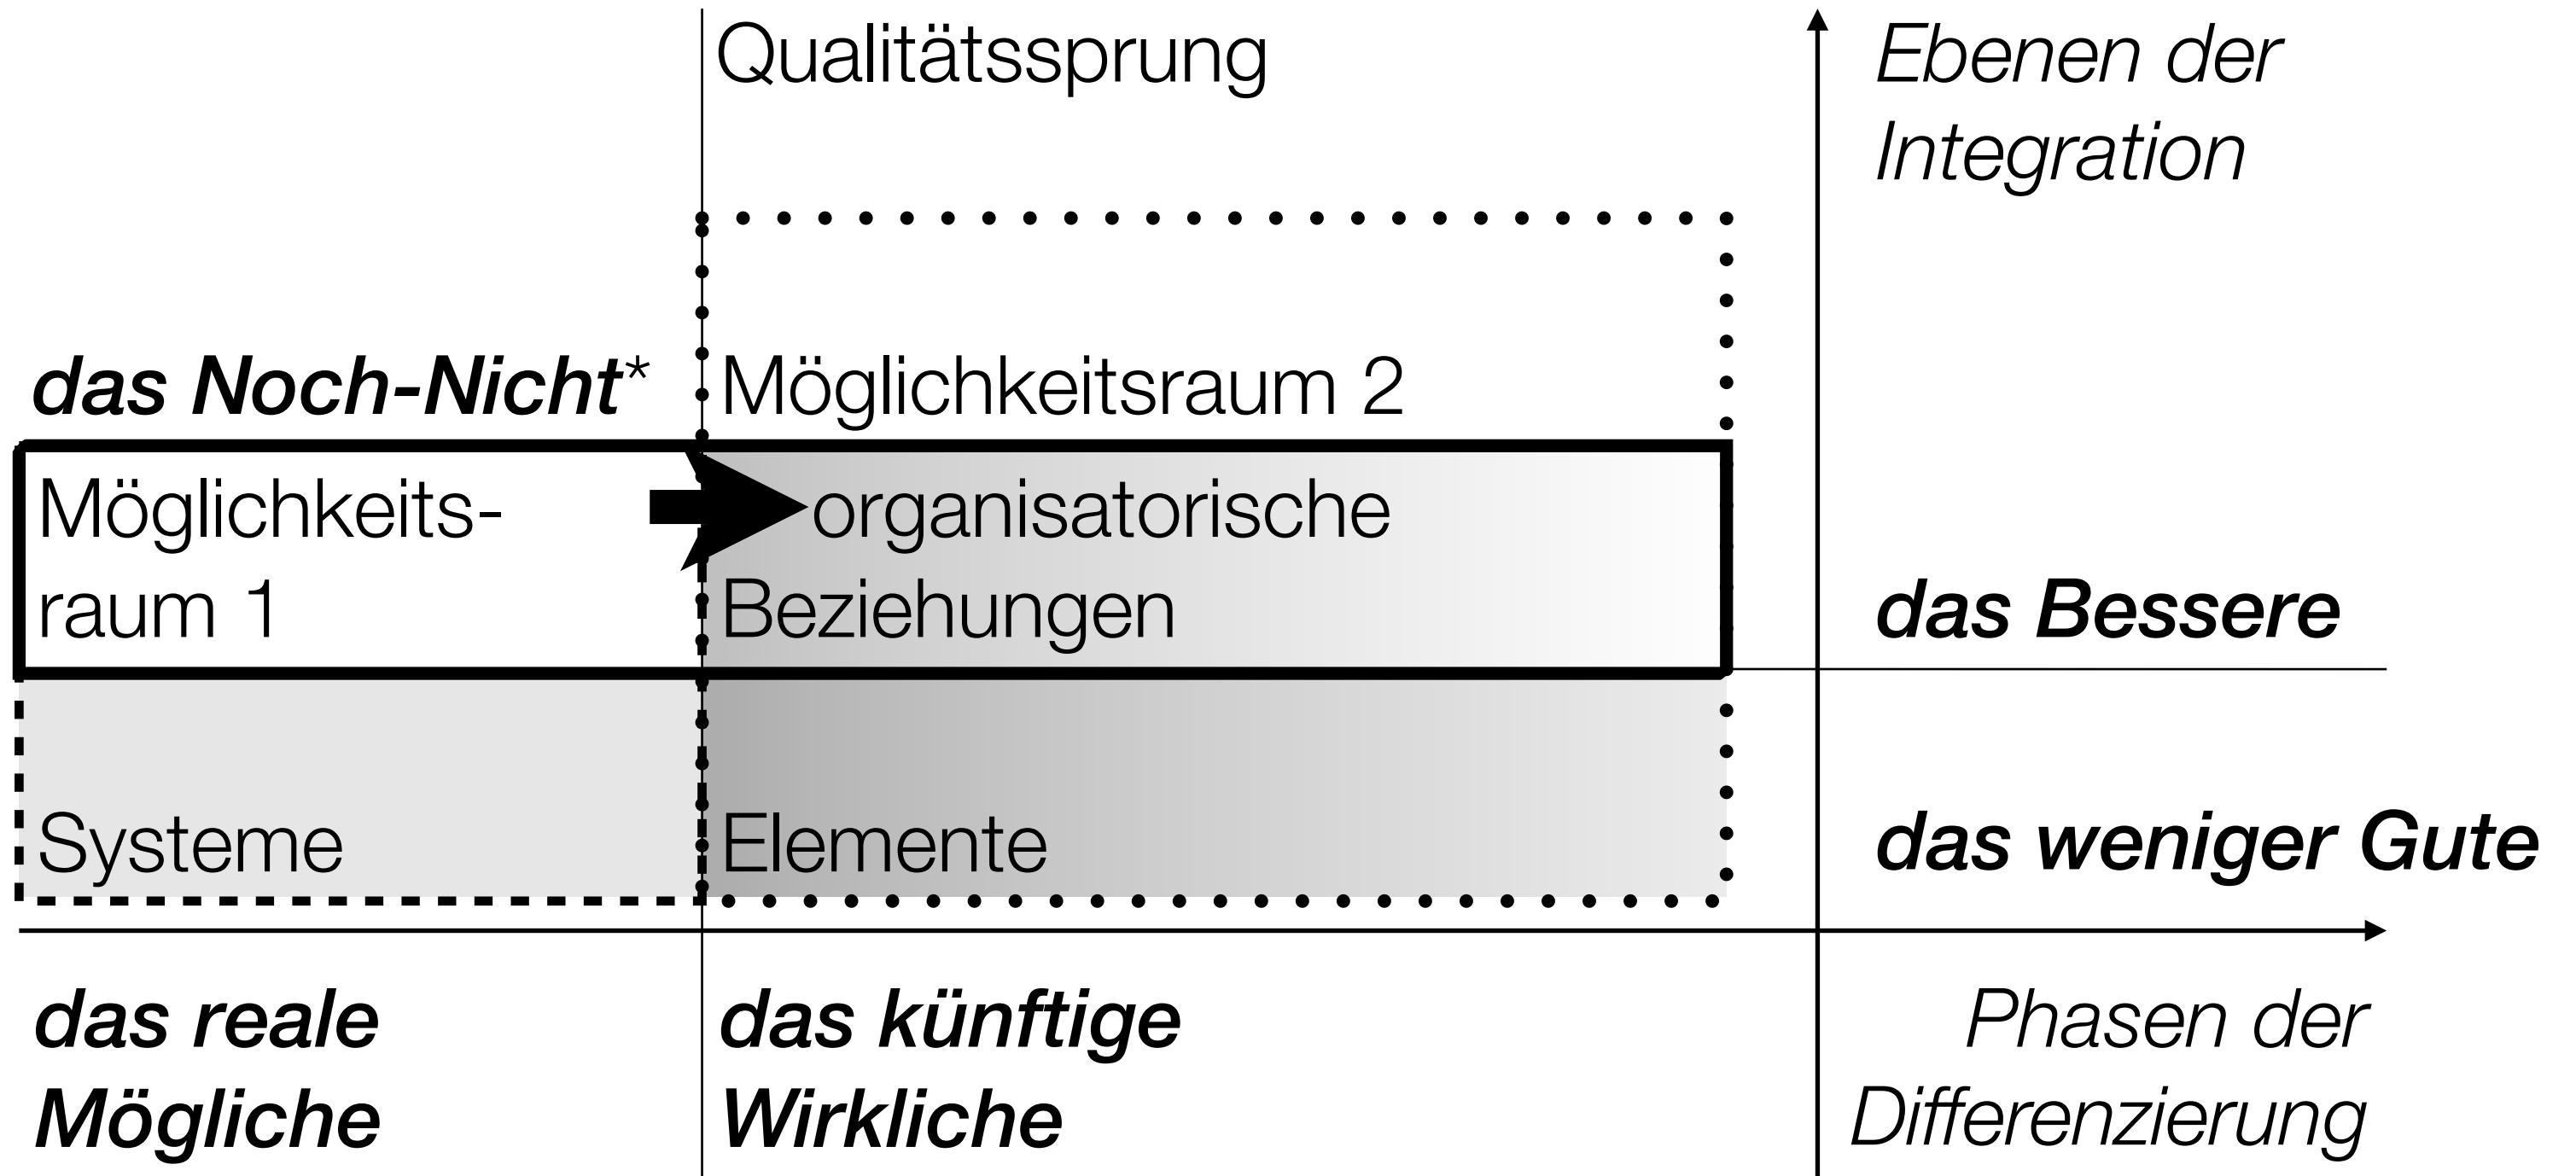 Qualitätssprung
Ebenen der
Integration
das Noch-Nicht*
Möglichkeitsraum 2
Möglichkeits-
raum 1
organisatorische
Beziehungen
das Bessere
Systeme
Elemente
das weniger Gute
das reale
Mögliche
das künftige
Wirkliche
Phasen der
Differenzierung